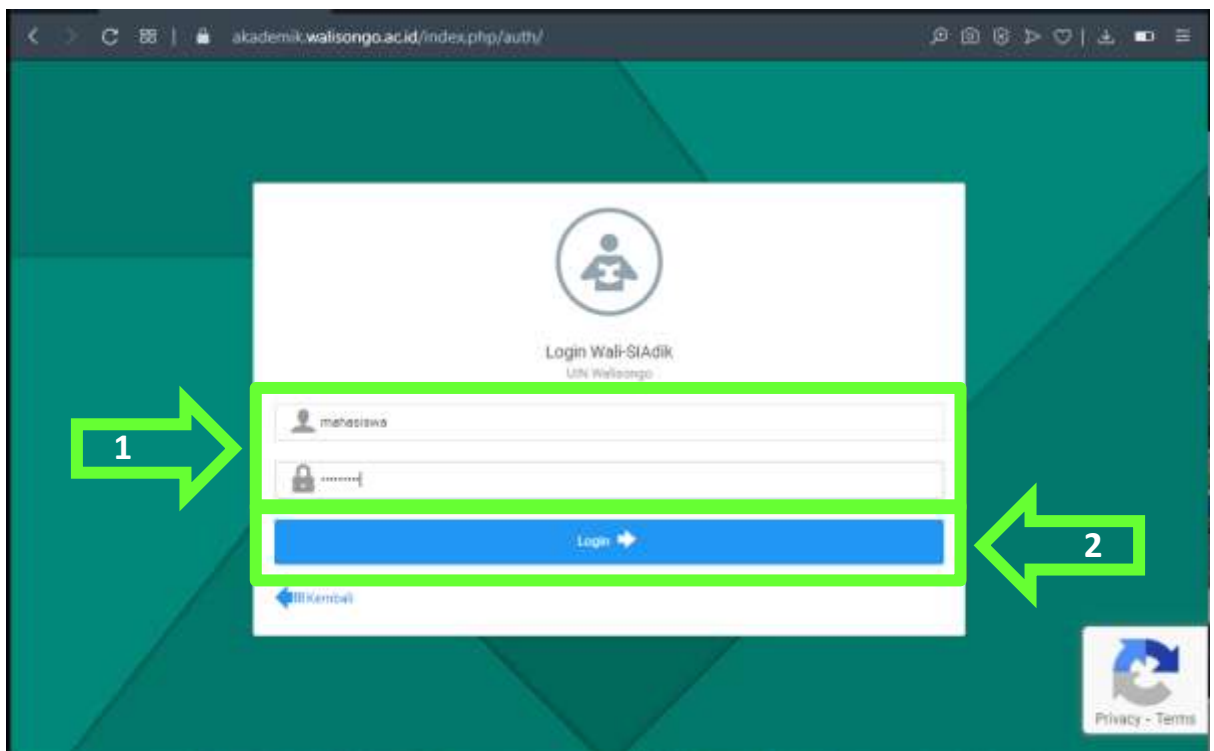 akademik.walisongo.ac.id/index.php/auth/
Login Wali-SIAdik
UIN Walisongo
mahasiswa
1
Login
2
Kembali
Privacy - Terms